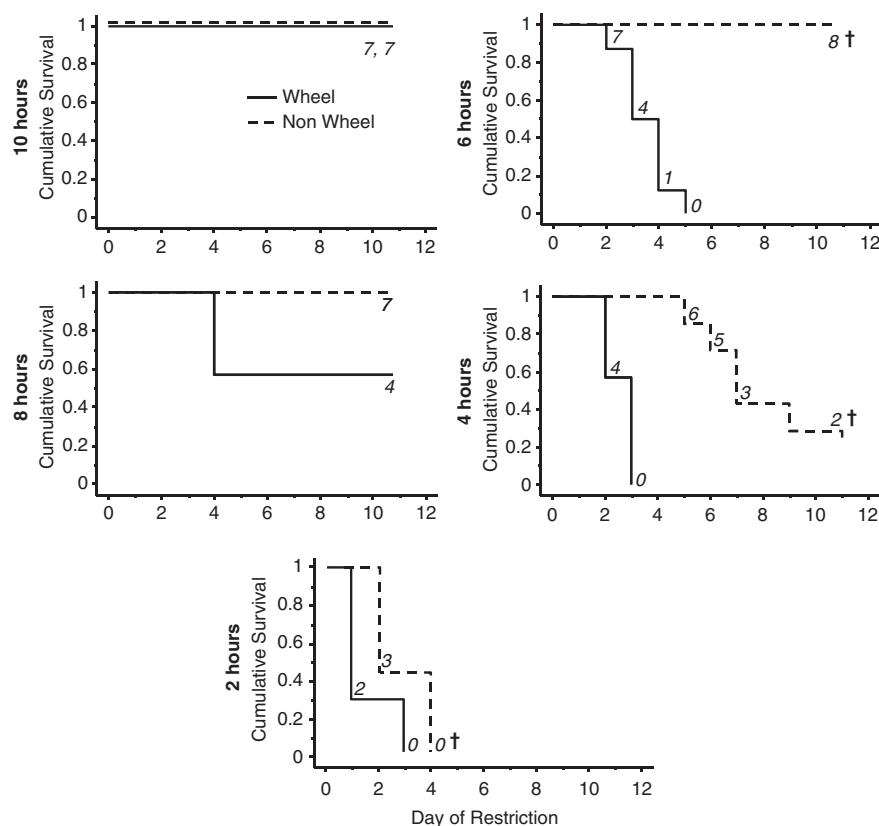 10 hours
Cumulative Survival
1
0.8
0.6
0.4
0.2
0
7, 7
Wheel
Non Wheel
0 2 4 6 8 10 12
6 hours
Cumulative Survival
1
0.8
0.6
0.4
0.2
0
7
4
1
0
8 †
0 2 4 6 8 10 12
8 hours
Cumulative Survival
1
0.8
0.6
0.4
0.2
0
7
4
0 2 4 6 8 10 12
4 hours
Cumulative Survival
1
0.8
0.6
0.4
0.2
0
4
0
6
5
3
2 †
0 2 4 6 8 10 12
2 hours
Cumulative Survival
1
0.8
0.6
0.4
0.2
0
2
3
0
0 †
0 2 4 6 8 10 12
Day of Restriction